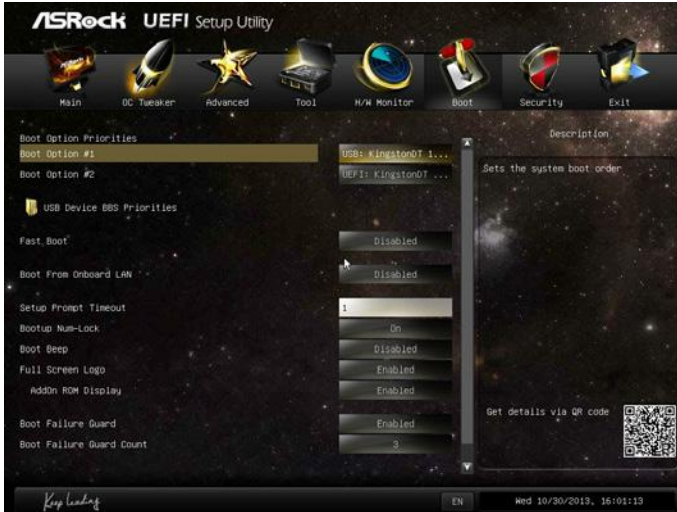 ASRock UEFI Setup Utility
Main OC Tweaker Advanced Tool H/W Monitor Boot Security Exit
Boot Option Priorities
Boot Option #1 USB: KingstonDT 1...
Boot Option #2 UEFI: KingstonDT ...
USB Device BBS Priorities
Fast Boot Disabled
Boot From Onboard LAN Disabled
Setup Prompt Timeout 1
Bootup Num-Lock On
Boot Beep Disabled
Full Screen Logo Enabled
AddOn ROM Display Enabled
Boot Failure Guard Enabled
Boot Failure Guard Count 3
Description
Sets the system boot order
Get details via QR code
Keep Leading
EN Wed 10/30/2013, 16:01:13